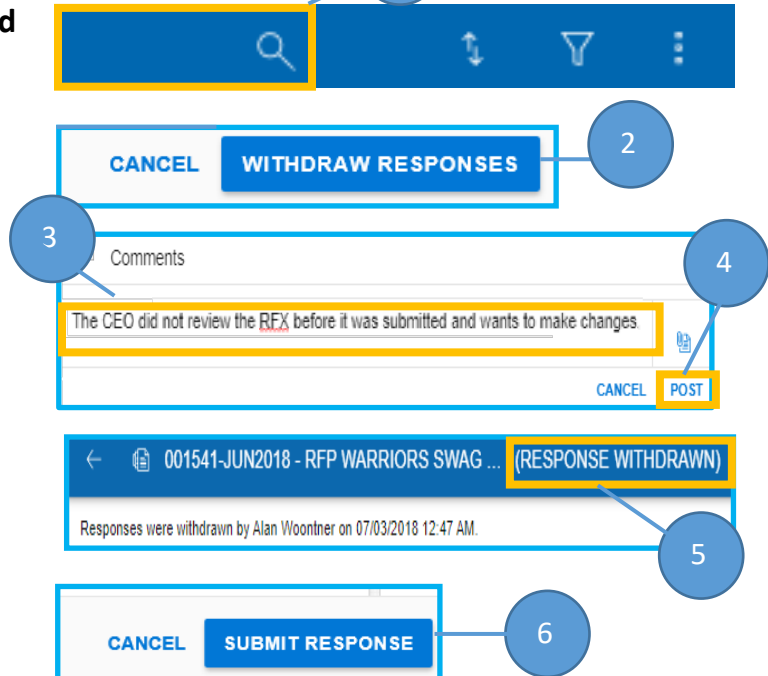 d
CANCEL WITHDRAW RESPONSES
2
3
Comments
4
The CEO did not review the RFX before it was submitted and wants to make changes.
CANCEL POST
001541-JUN2018 - RFP WARRIORS SWAG ... (RESPONSE WITHDRAWN)
Responses were withdrawn by Alan Woontner on 07/03/2018 12:47 AM.
5
CANCEL SUBMIT RESPONSE
6